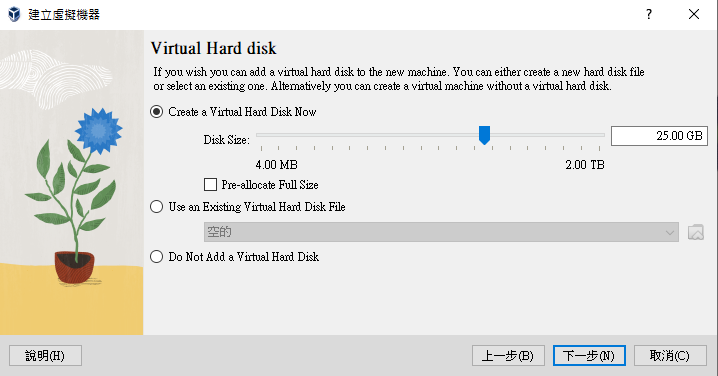 建立虛擬機器
?
Virtual Hard disk
If you wish you can add a virtual hard disk to the new machine. You can either create a new hard disk file
or select an existing one. Alternatively you can create a virtual machine without a virtual hard disk.
Create a Virtual Hard Disk Now
Disk Size:
25.00 GB
4.00 MB
2.00 TB
Pre-allocate Full Size
Use an Existing Virtual Hard Disk File
空的
Do Not Add a Virtual Hard Disk
說明(H)
上一步(B)
下一步(N)
取消(C)